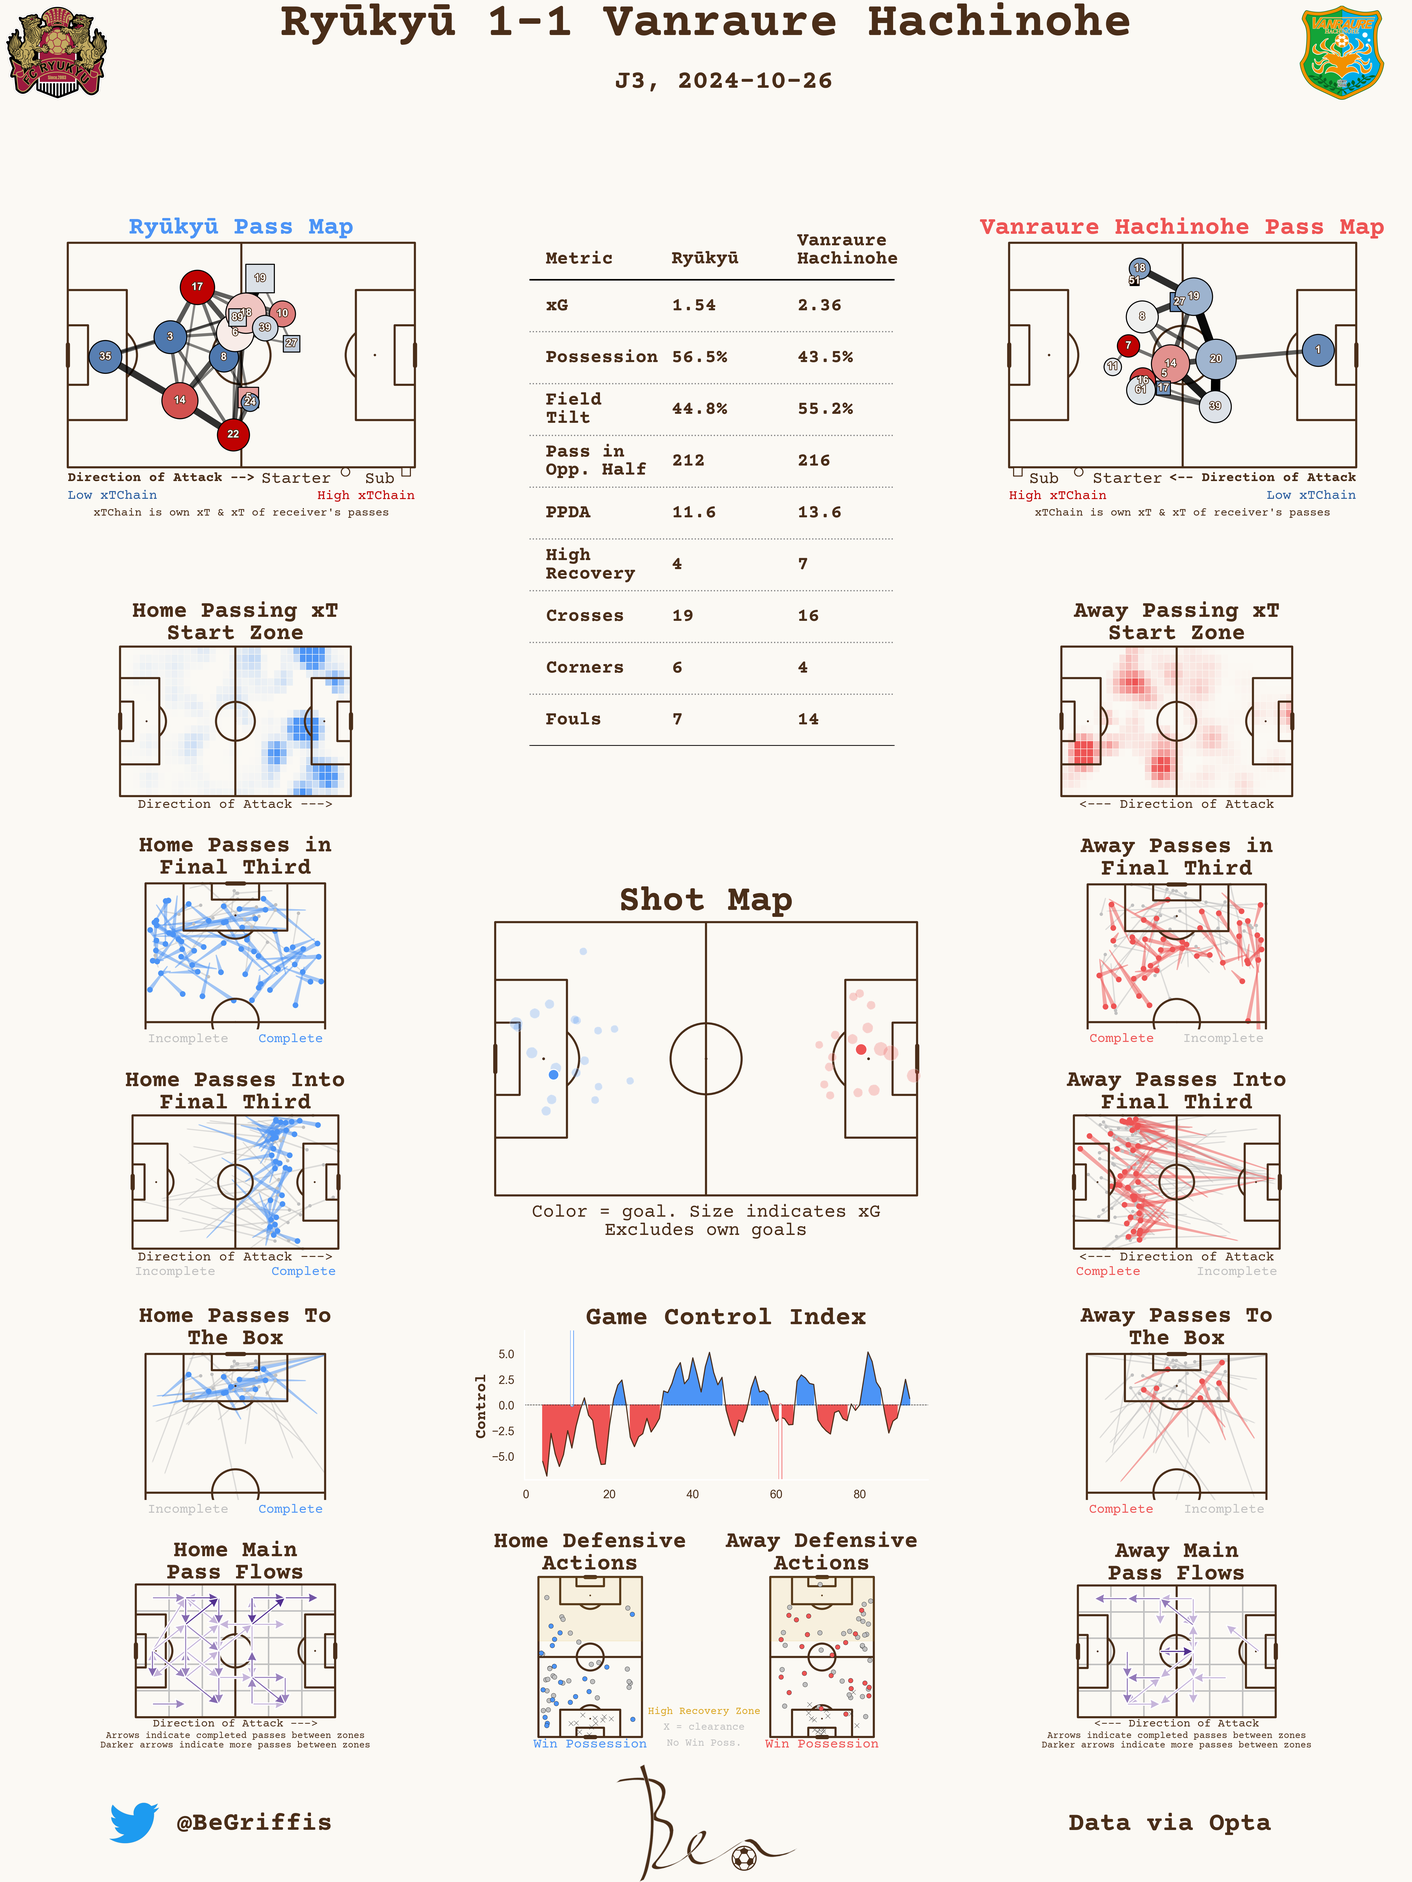 Ryūkyū 1-1 Vanraure Hachinohe
J3, 2024-10-26
FC RYUKYU
VANRAURE
HACHINOHE
Ryūkyū Pass Map
19
17
10
18
89
39
6
27
3
8
35
14
24
22
Direction of Attack --> Starter Sub
Low xTChain High xTChain
xTChain is own xT & xT of receiver's passes
Metric Ryūkyū Vanraure
Hachinohe
xG 1.54 2.36
Possession 56.5% 43.5%
Field
Tilt 44.8% 55.2%
Pass in
Opp. Half 212 216
PPDA 11.6 13.6
High
Recovery 4 7
Crosses 19 16
Corners 6 4
Fouls 7 14
Vanraure Hachinohe Pass Map
18
51
19
27
8
7
20
1
14
11
5
16
61
17
39
Sub Starter <-- Direction of Attack
High xTChain Low xTChain
xTChain is own xT & xT of receiver's passes
Home Passing xT
Start Zone
Direction of Attack --->
Away Passing xT
Start Zone
<--- Direction of Attack
Home Passes in
Final Third
Incomplete Complete
Away Passes in
Final Third
Complete Incomplete
Shot Map
Color = goal. Size indicates xG
Excludes own goals
Home Passes Into
Final Third
Direction of Attack --->
Incomplete Complete
Away Passes Into
Final Third
<--- Direction of Attack
Complete Incomplete
Home Passes To
The Box
Incomplete Complete
Game Control Index
Control
5.0
2.5
0.0
−2.5
−5.0
0 20 40 60 80
Away Passes To
The Box
Complete Incomplete
Home Main
Pass Flows
Direction of Attack --->
Arrows indicate completed passes between zones
Darker arrows indicate more passes between zones
Home Defensive
Actions
Win Possession
High Recovery Zone
X = clearance
No Win Poss.
Away Defensive
Actions
Win Possession
Away Main
Pass Flows
<--- Direction of Attack
Arrows indicate completed passes between zones
Darker arrows indicate more passes between zones
@BeGriffis
Ben
Data via Opta